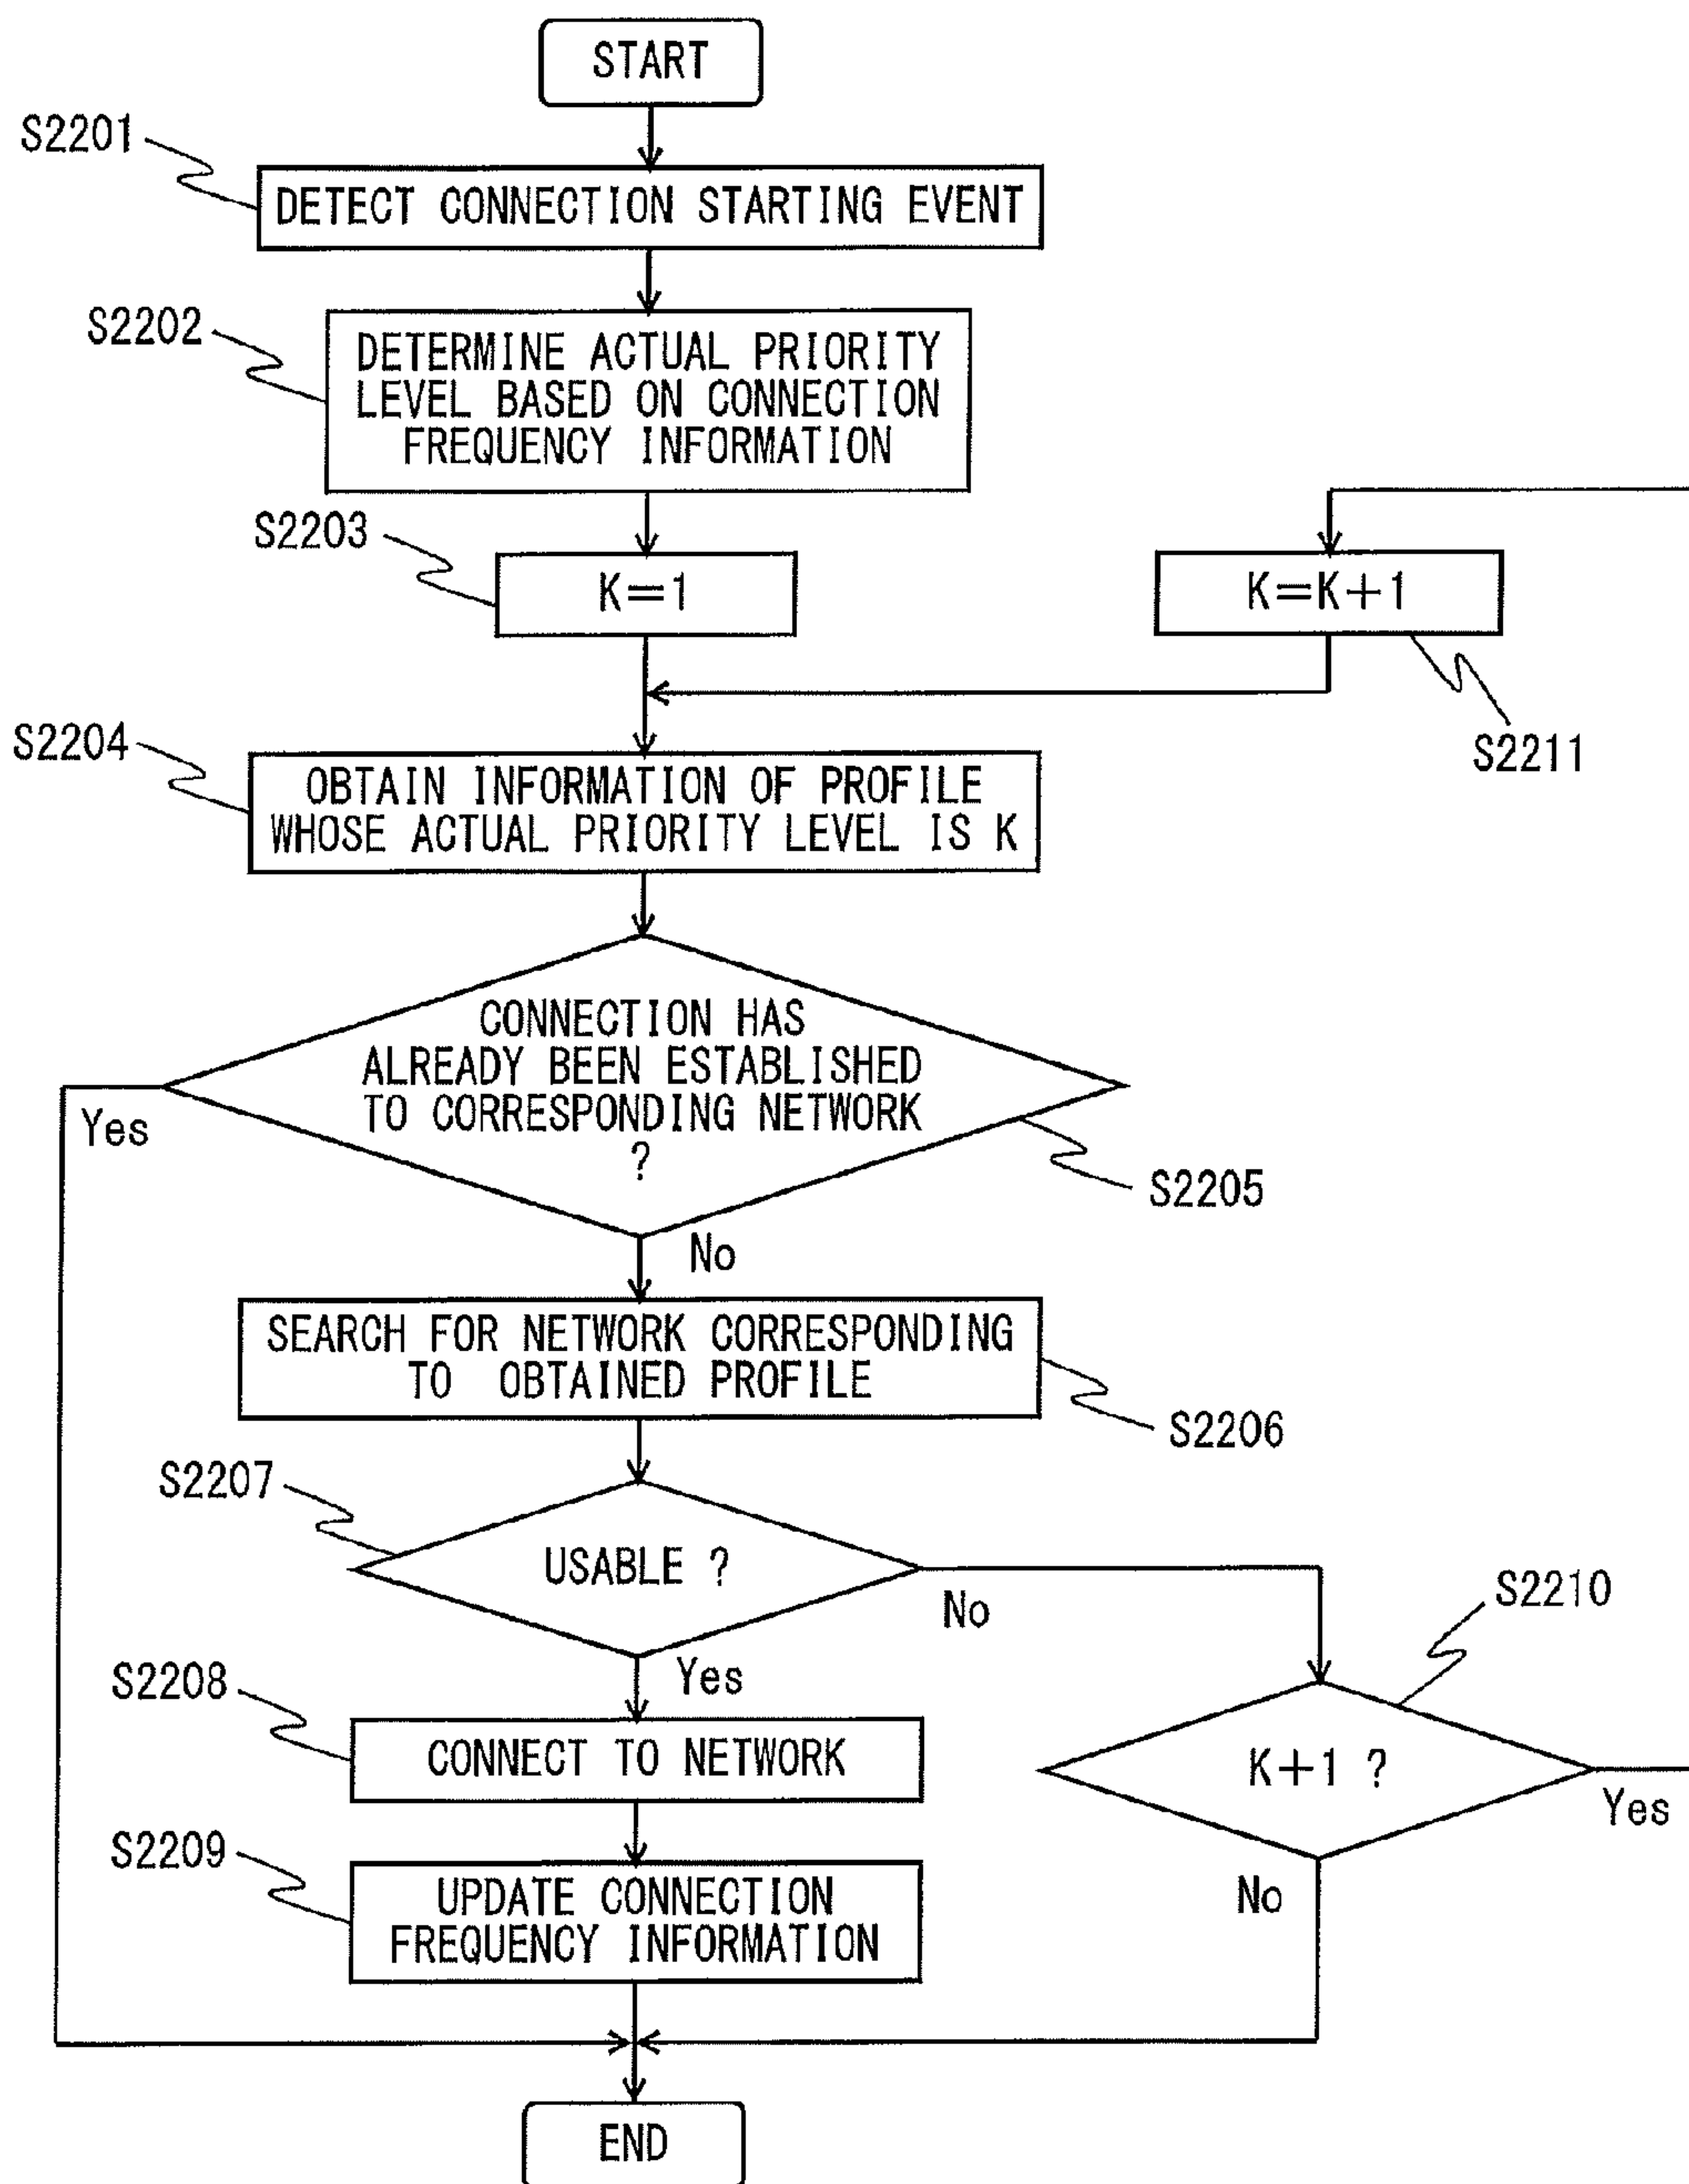 START
S2201
DETECT CONNECTION STARTING EVENT
S2202
DETERMINE ACTUAL PRIORITY
LEVEL BASED ON CONNECTION
FREQUENCY INFORMATION
S2203
K=1
K=K+1
S2211
S2204
OBTAIN INFORMATION OF PROFILE
WHOSE ACTUAL PRIORITY LEVEL IS K
CONNECTION HAS
ALREADY BEEN ESTABLISHED
TO CORRESPONDING NETWORK
?
Yes
S2205
No
SEARCH FOR NETWORK CORRESPONDING
TO OBTAINED PROFILE
S2206
S2207
USABLE ?
No
S2210
Yes
S2208
CONNECT TO NETWORK
K+1 ?
Yes
S2209
UPDATE CONNECTION
FREQUENCY INFORMATION
No
END